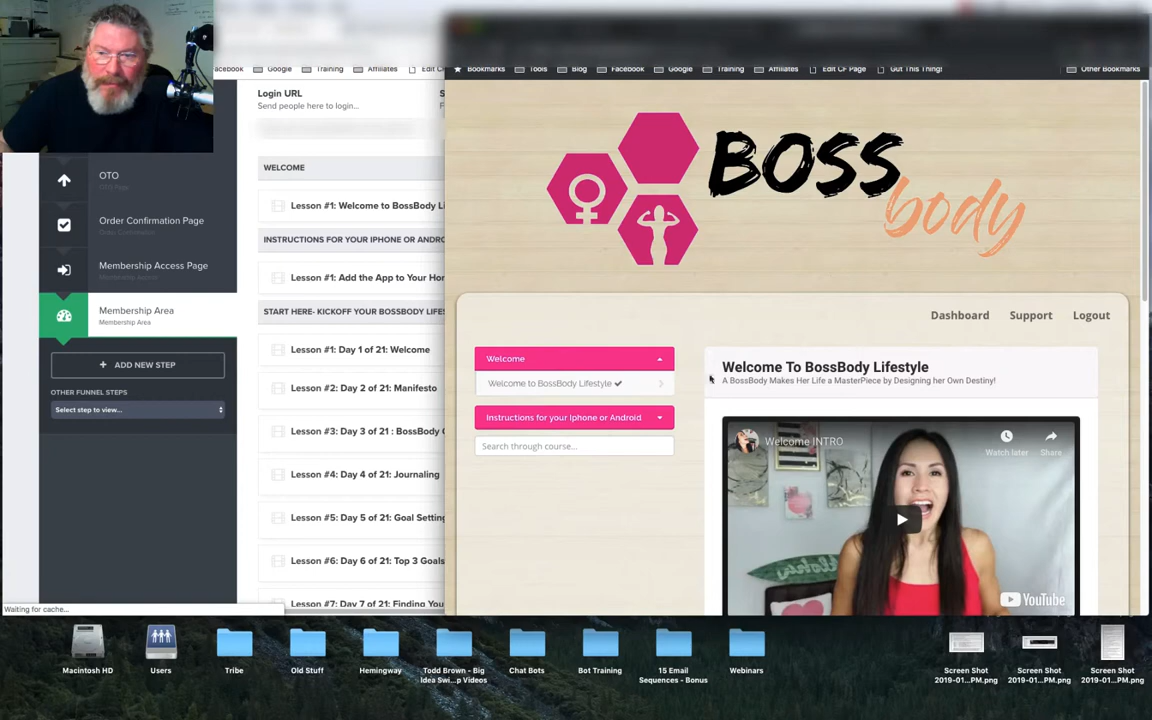 acebook Google Training Affiliates Edit C
Bookmarks Tools Blog Facebook Google Training Affiliates Edit CF Page Gut This Thing! Other Bookmarks
Login URL
Send people here to login...
WELCOME
Lesson #1: Welcome to BossBody Li
INSTRUCTIONS FOR YOUR IPHONE OR ANDRO
Lesson #1: Add the App to Your Hor
START HERE- KICKOFF YOUR BOSSBODY LIFES
Lesson #1: Day 1 of 21: Welcome
Lesson #2: Day 2 of 21: Manifesto
Lesson #3: Day 3 of 21 : BossBody
Lesson #4: Day 4 of 21: Journaling
Lesson #5: Day 5 of 21: Goal Setting
Lesson #6: Day 6 of 21: Top 3 Goals
Lesson #7: Day 7 of 21: Finding You
OTO
OTO Page
Order Confirmation Page
Order Confirmation
Membership Access Page
Membership Access
Membership Area
Membership Area
+ ADD NEW STEP
OTHER FUNNEL STEPS
Select step to view...
Waiting for cache...
BOSS
body
Dashboard Support Logout
Welcome
Welcome to BossBody Lifestyle
Instructions for your Iphone or Android
Search through course...
Welcome To BossBody Lifestyle
A BossBody Makes Her Life a MasterPiece by Designing her Own Destiny!
Welcome INTRO
Watch later Share
YouTube
Macintosh HD
Users
Tribe
Old Stuff
Hemingway
Todd Brown - Big
Idea Swi...p Videos
Chat Bots
Bot Training
15 Email
Sequences - Bonus
Webinars
Screen Shot
2019-01...PM.png
Screen Shot
2019-01...PM.png
Screen Shot
2019-01...PM.png